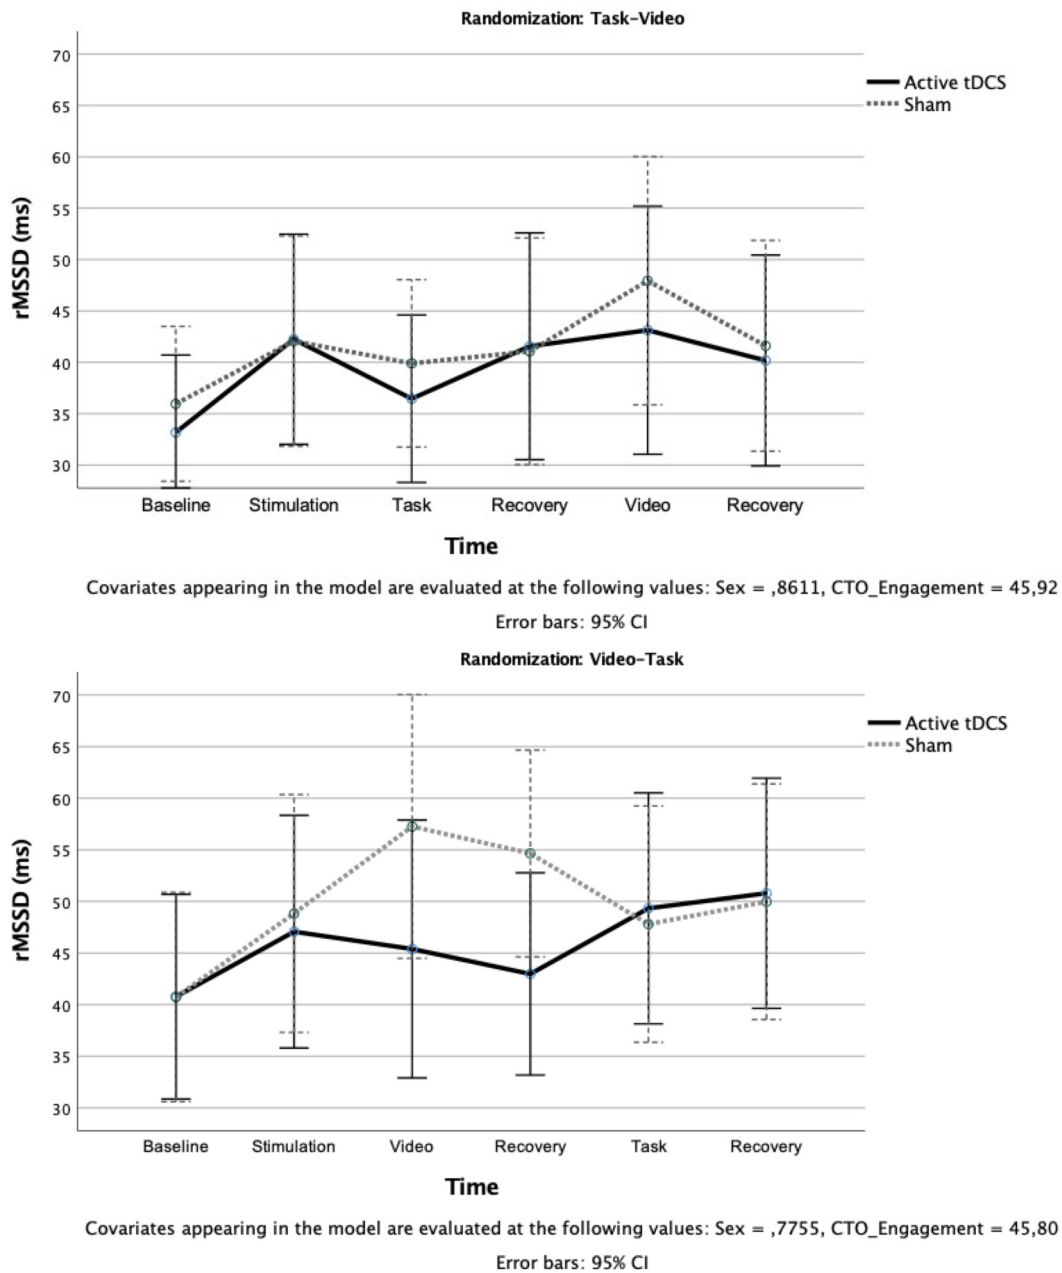 Randomization: Task-Video
70
65
60
55
50
45
40
35
30
rMSSD (ms)
Active tDCS
Sham
Baseline Stimulation Task Recovery Video Recovery
Time
Covariates appearing in the model are evaluated at the following values: Sex = ,8611, CTO_Engagement = 45,92
Error bars: 95% CI
Randomization: Video-Task
70
65
60
55
50
45
40
35
30
rMSSD (ms)
Active tDCS
Sham
Baseline Stimulation Video Recovery Task Recovery
Time
Covariates appearing in the model are evaluated at the following values: Sex = ,7755, CTO_Engagement = 45,80
Error bars: 95% CI